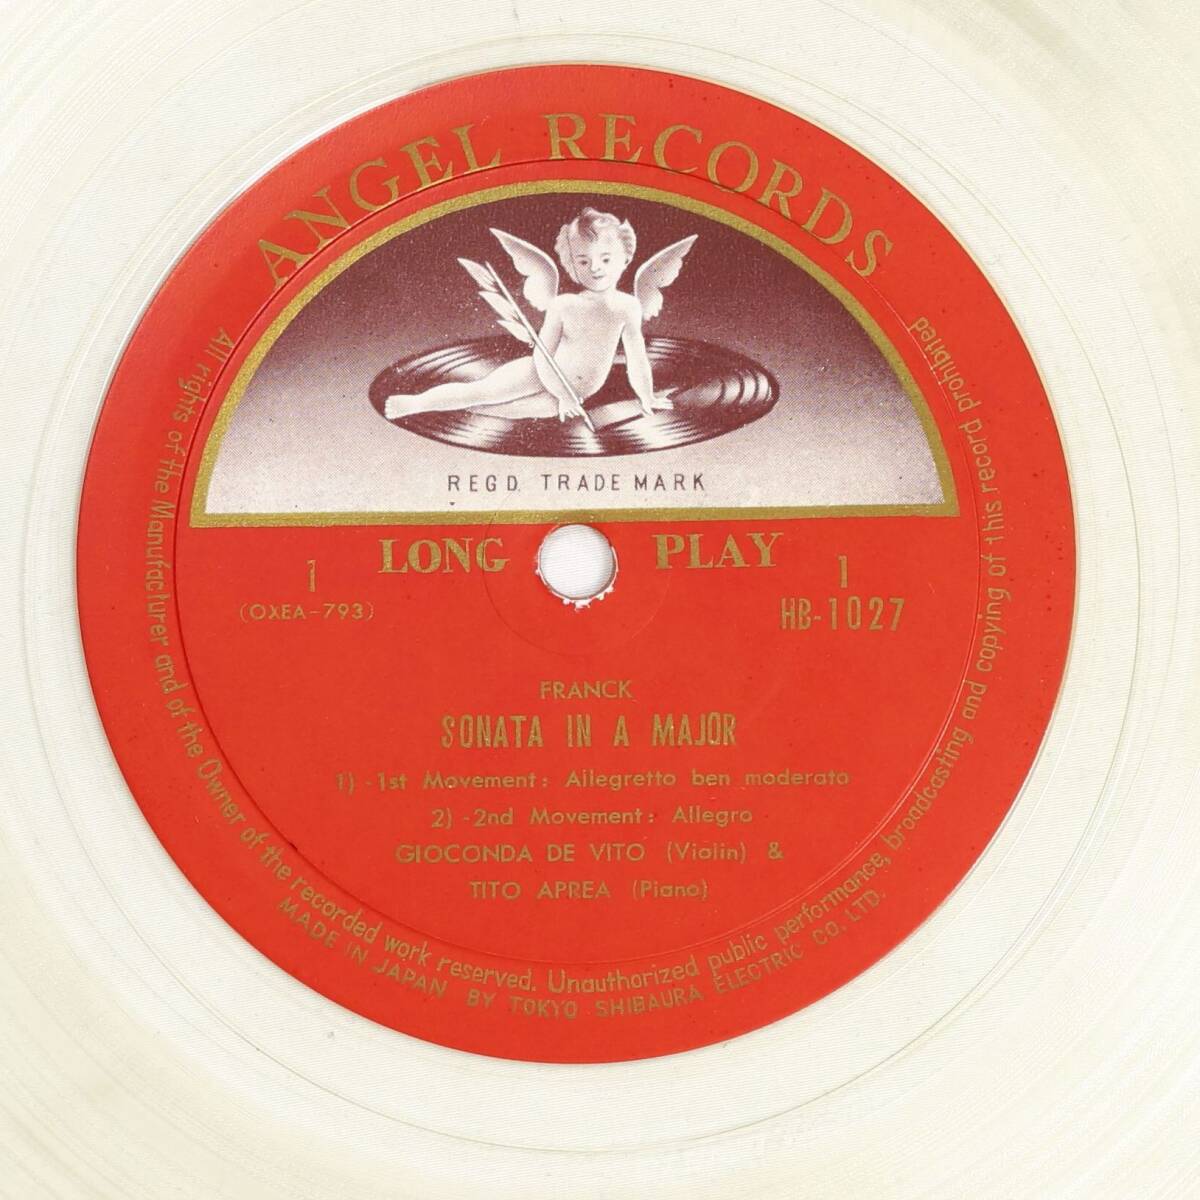 ANGEL RECORDS
REGD. TRADE MARK
LONG PLAY
1
(OXEA-793)
1
HB-1027
FRANCK
SONATA IN A MAJOR
1)-1st Movement: Allegretto ben moderato
2)-2nd Movement: Allegro
GIOCONDA DE VITO (Violin) &
TITO APREA (Piano)
All rights of the Manufacturer and of the Owner of the recorded work reserved. Unauthorized public performance, broadcasting and copying of this record prohibited
MADE IN JAPAN BY TOKYO SHIBAURA ELECTRIC CO. LTD.